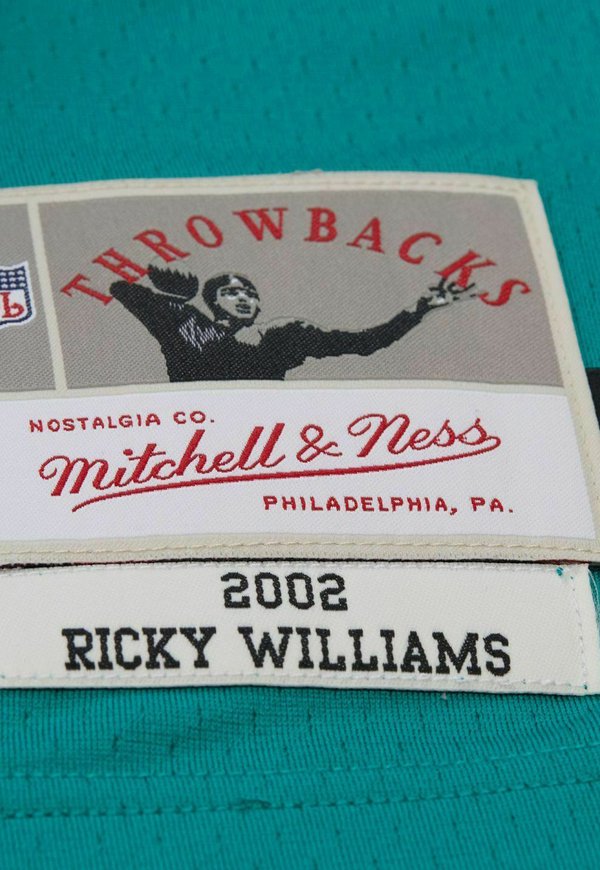 THROWBACKS
NOSTALGIA CO.
Mitchell & Ness
PHILADELPHIA, PA.
2002
RICKY WILLIAMS